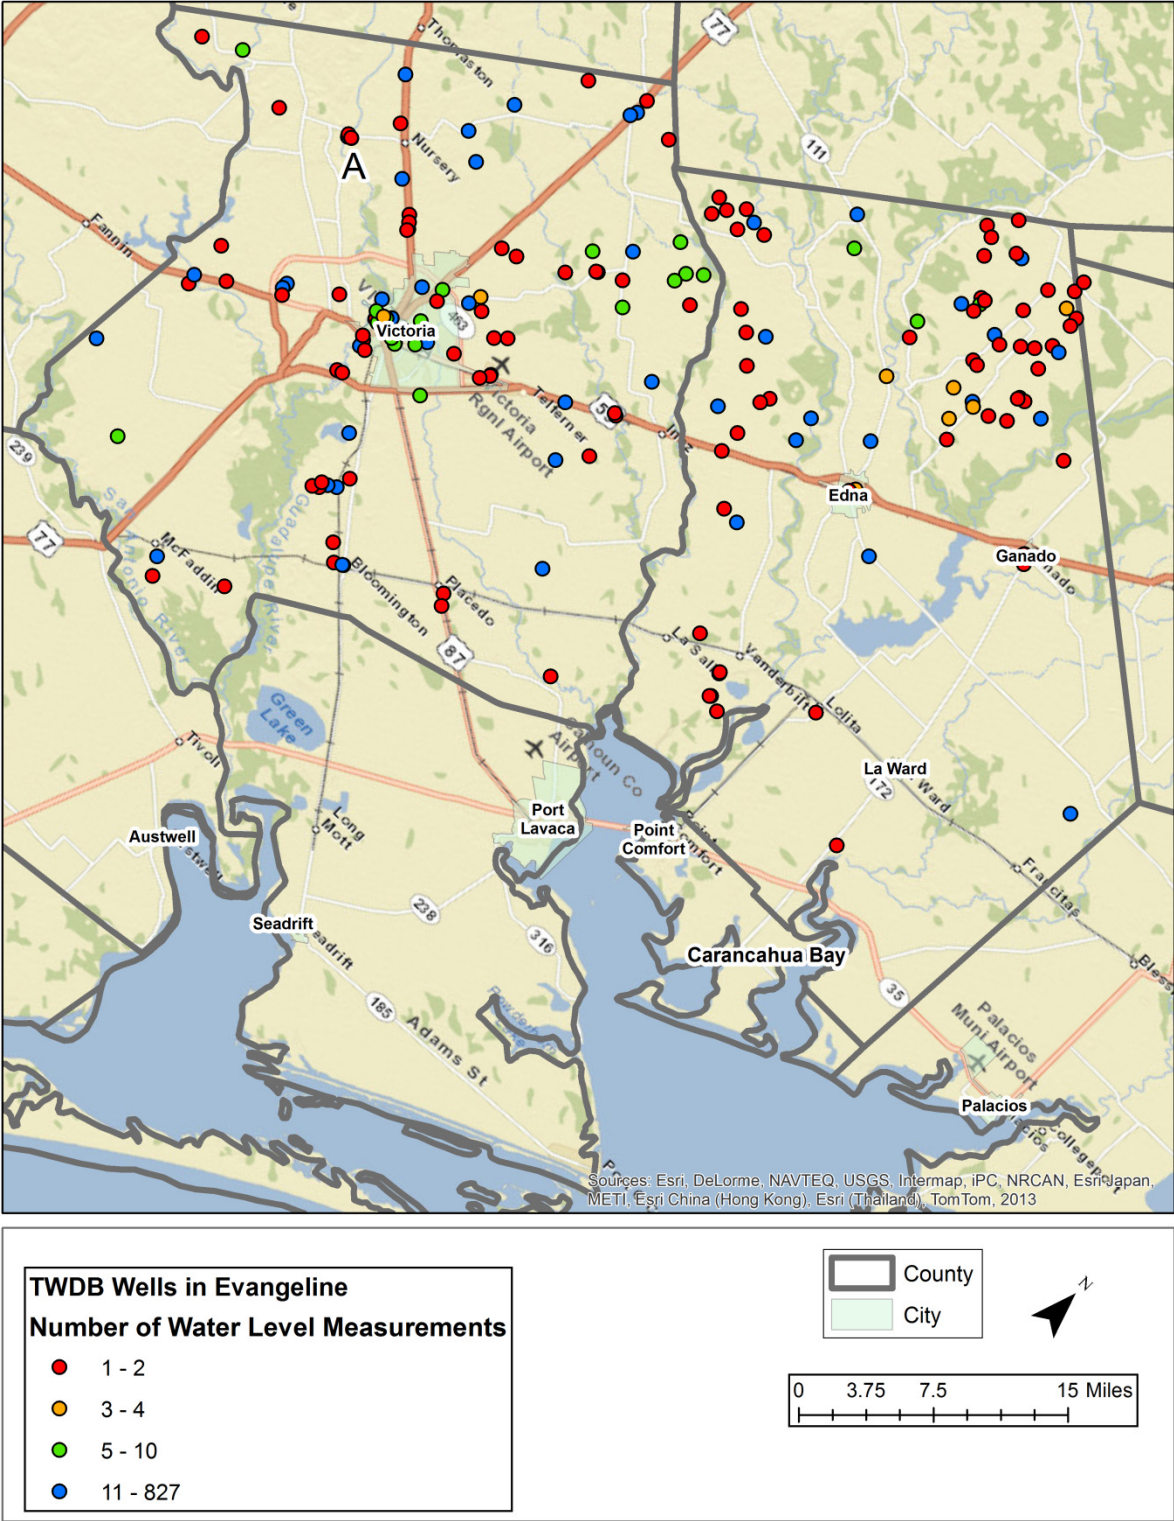 77
Thomaston
111
Nursery
A
Fannin
463
Victoria
Victoria
Rgnl Airport
Telferner
59
Inez
239
San Antonio River
Guadalupe River
Edna
77
McFaddin
Ganado
Bloomington
Placedo
87
La Salle
Vanderbilt
Lolita
Green
Lake
Calhoun Co
Airport
Tivoli
La Ward
172
Ward
Port
Lavaca
Point
Comfort
Long
Mott
Austwell
Francitas
238
Seadrift
eadrift
316
Carancahua Bay
35
185
Adams St
Powderhorn
Palacios
Muni Airport
Palacios
Sources: Esri, DeLorme, NAVTEQ, USGS, Intermap, iPC, NRCAN, Esri Japan,
METI, Esri China (Hong Kong), Esri (Thailand), TomTom, 2013
TWDB Wells in Evangeline
Number of Water Level Measurements
1 - 2
3 - 4
5 - 10
11 - 827
County
City
N
0 3.75 7.5 15 Miles